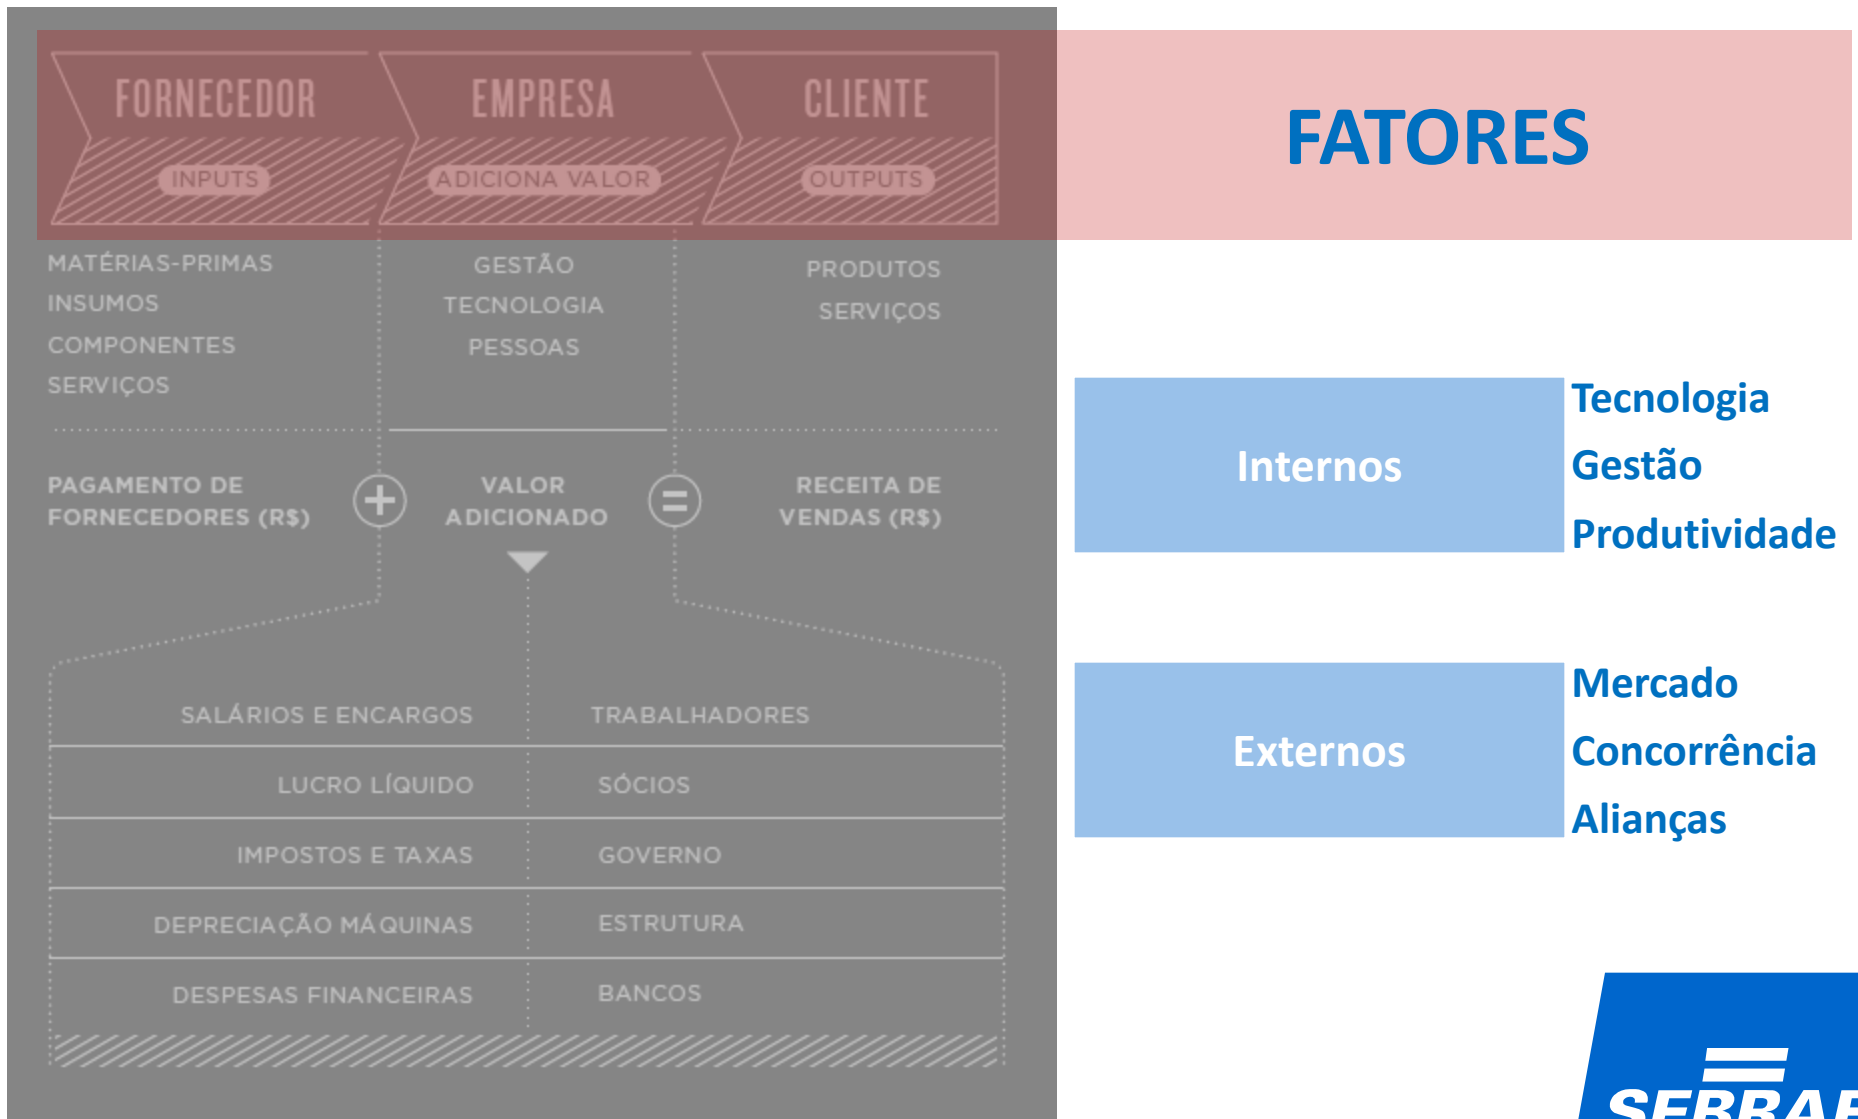 FORNECEDOR
INPUTS
EMPRESA
ADICIONA VALOR
CLIENTE
OUTPUTS
MATÉRIAS-PRIMAS
INSUMOS
COMPONENTES
SERVIÇOS
GESTÃO
TECNOLOGIA
PESSOAS
PRODUTOS
SERVIÇOS
PAGAMENTO DE
FORNECEDORES (R$)
+
VALOR
ADICIONADO
=
RECEITA DE
VENDAS (R$)
SALÁRIOS E ENCARGOS TRABALHADORES
LUCRO LÍQUIDO SÓCIOS
IMPOSTOS E TAXAS GOVERNO
DEPRECIAÇÃO MÁQUINAS ESTRUTURA
DESPESAS FINANCEIRAS BANCOS
FATORES
Internos
Tecnologia
Gestão
Produtividade
Externos
Mercado
Concorrência
Alianças
SEBRAE